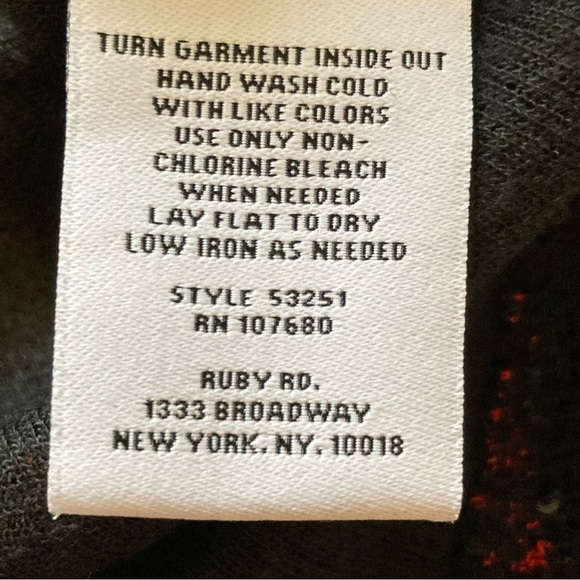 TURN GARMENT INSIDE OUT
HAND WASH COLD
WITH LIKE COLORS
USE ONLY NON-
CHLORINE BLEACH
WHEN NEEDED
LAY FLAT TO DRY
LOW IRON AS NEEDED
STYLE 53251
RN 107680
RUBY RD.
1333 BROADWAY
NEW YORK. NY. 10018